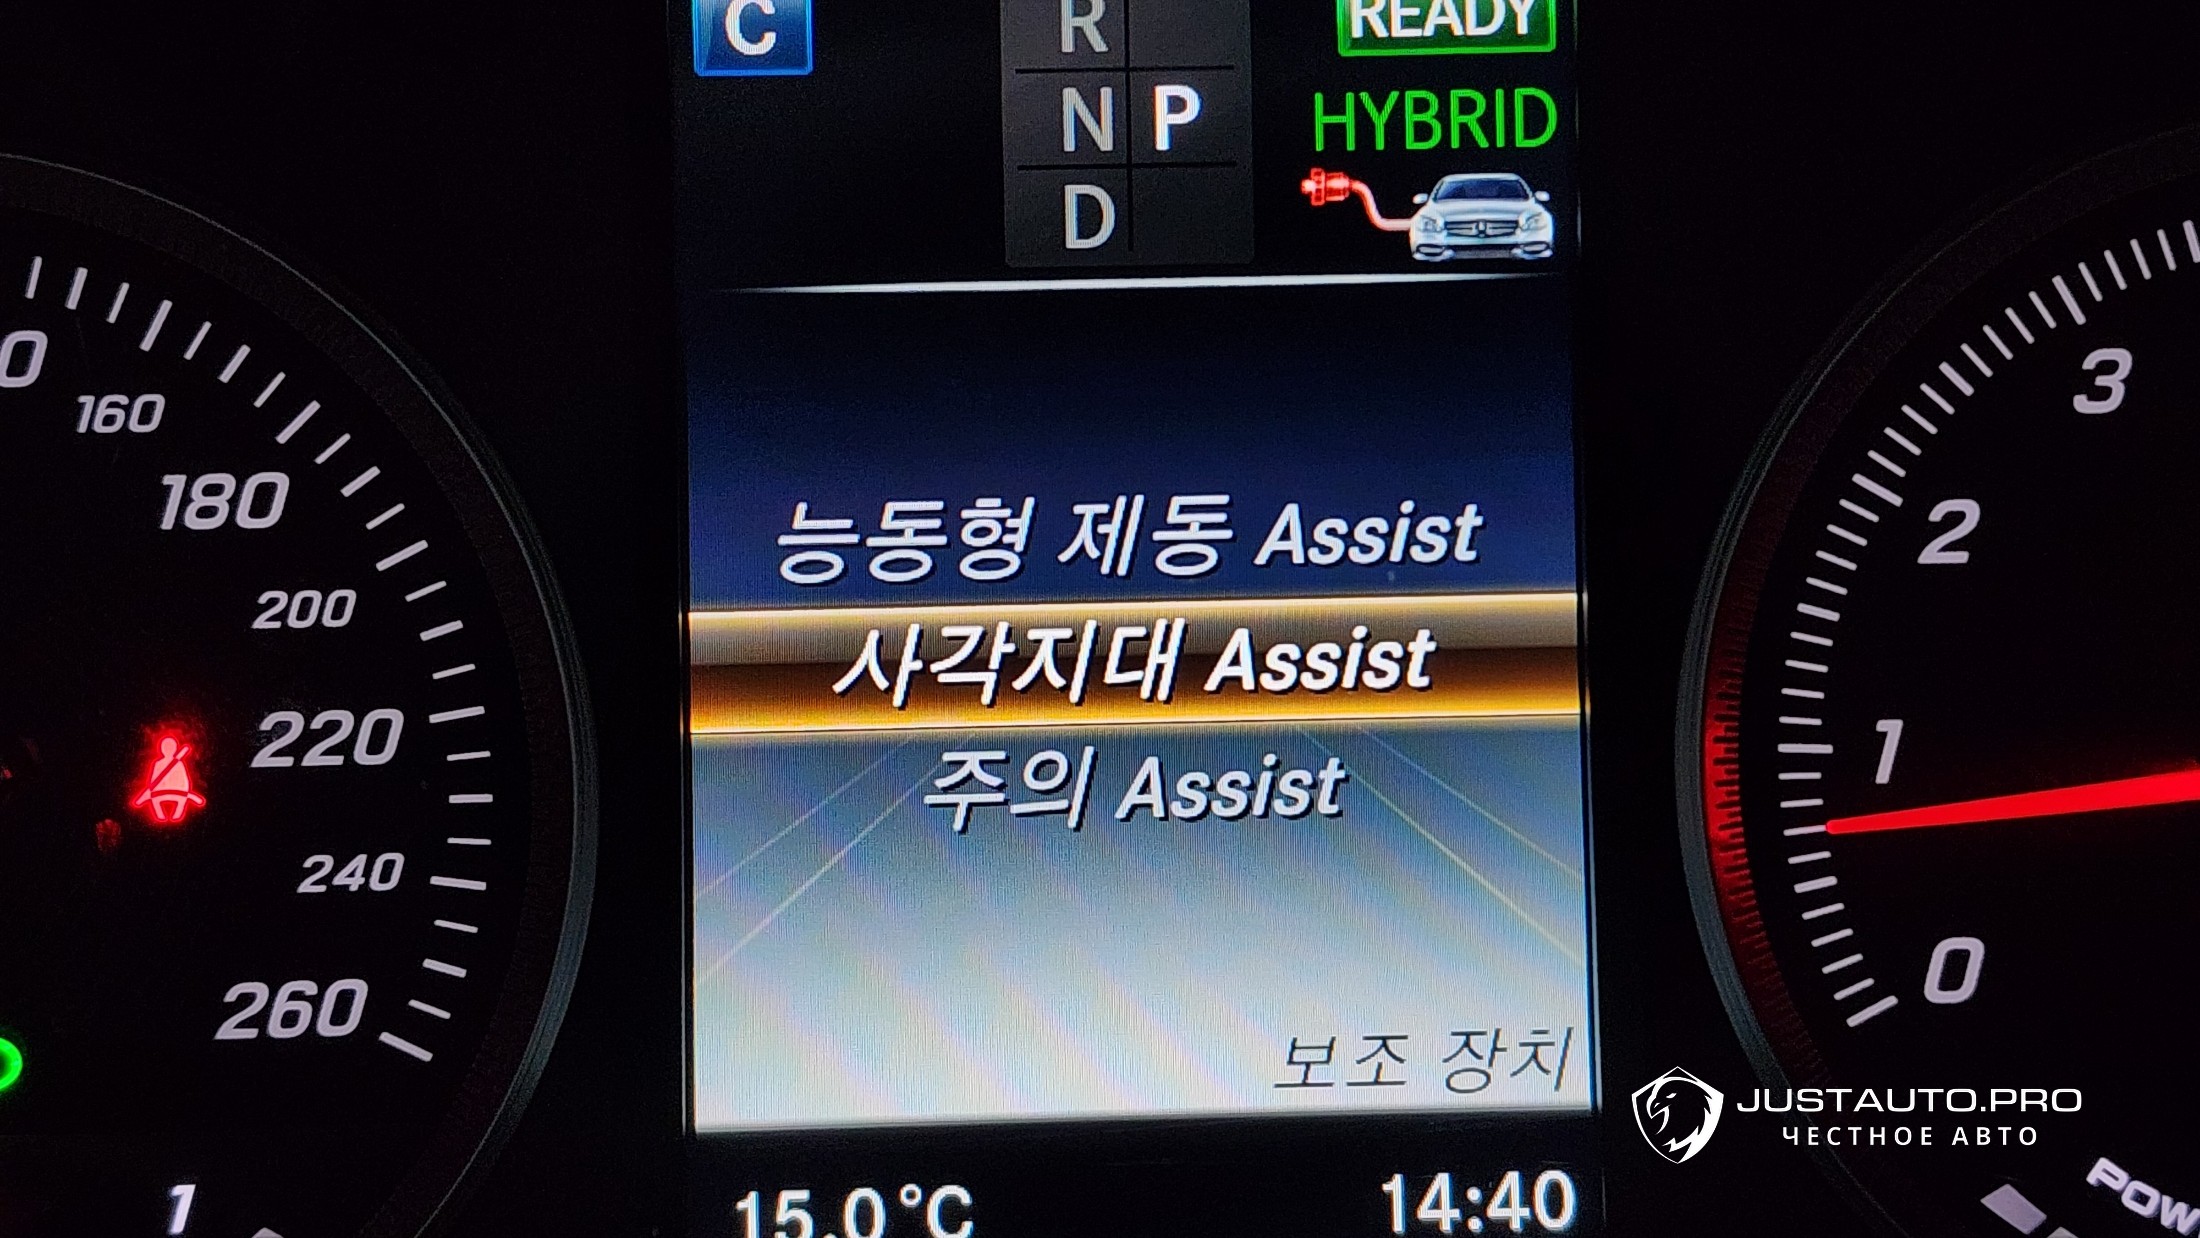 C
R
READY
N P
HYBRID
D
0
160
180
200
220
240
260
1
능동형 제동 Assist
사각지대 Assist
주의 Assist
보조 장치
15.0°C
14:40
3
2
1
0
JUSTAUTO.PRO
ЧЕСТНОЕ АВТО